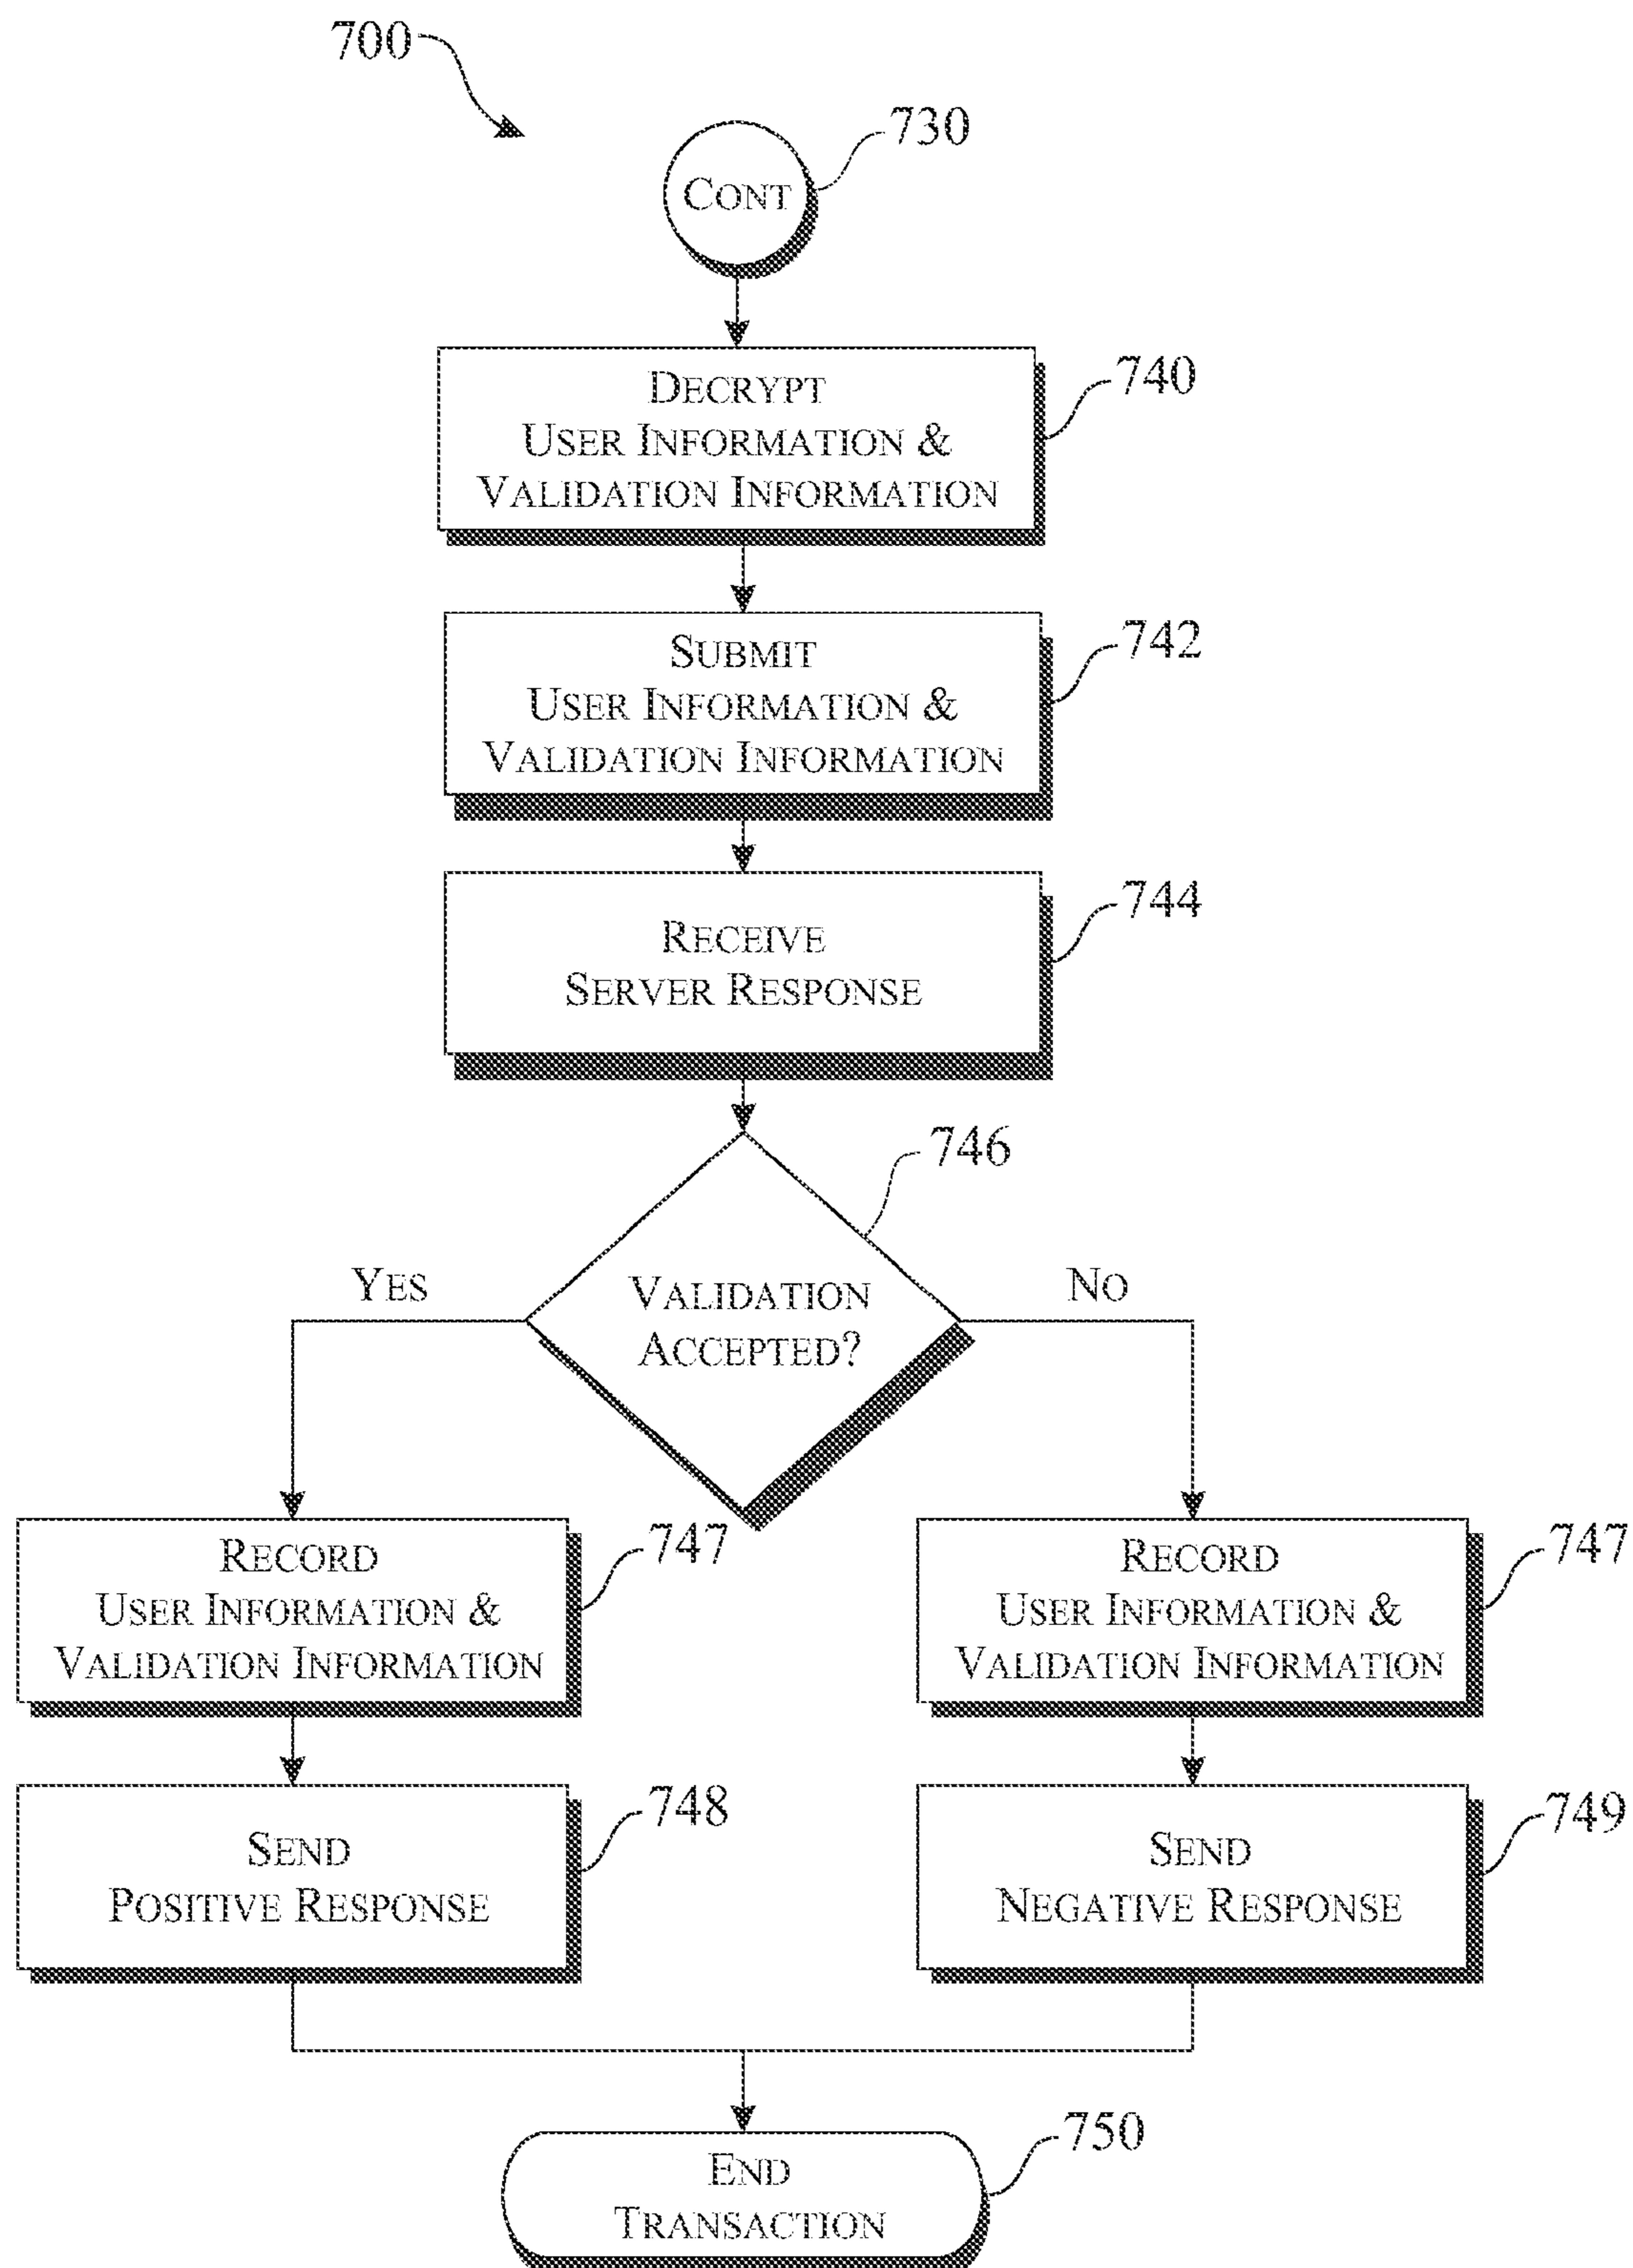 700
730
CONT
740
DECRYPT
USER INFORMATION &
VALIDATION INFORMATION
742
SUBMIT
USER INFORMATION &
VALIDATION INFORMATION
744
RECEIVE
SERVER RESPONSE
746
YES
VALIDATION
ACCEPTED?
NO
747
RECORD
USER INFORMATION &
VALIDATION INFORMATION
747
RECORD
USER INFORMATION &
VALIDATION INFORMATION
748
SEND
POSITIVE RESPONSE
749
SEND
NEGATIVE RESPONSE
750
END
TRANSACTION